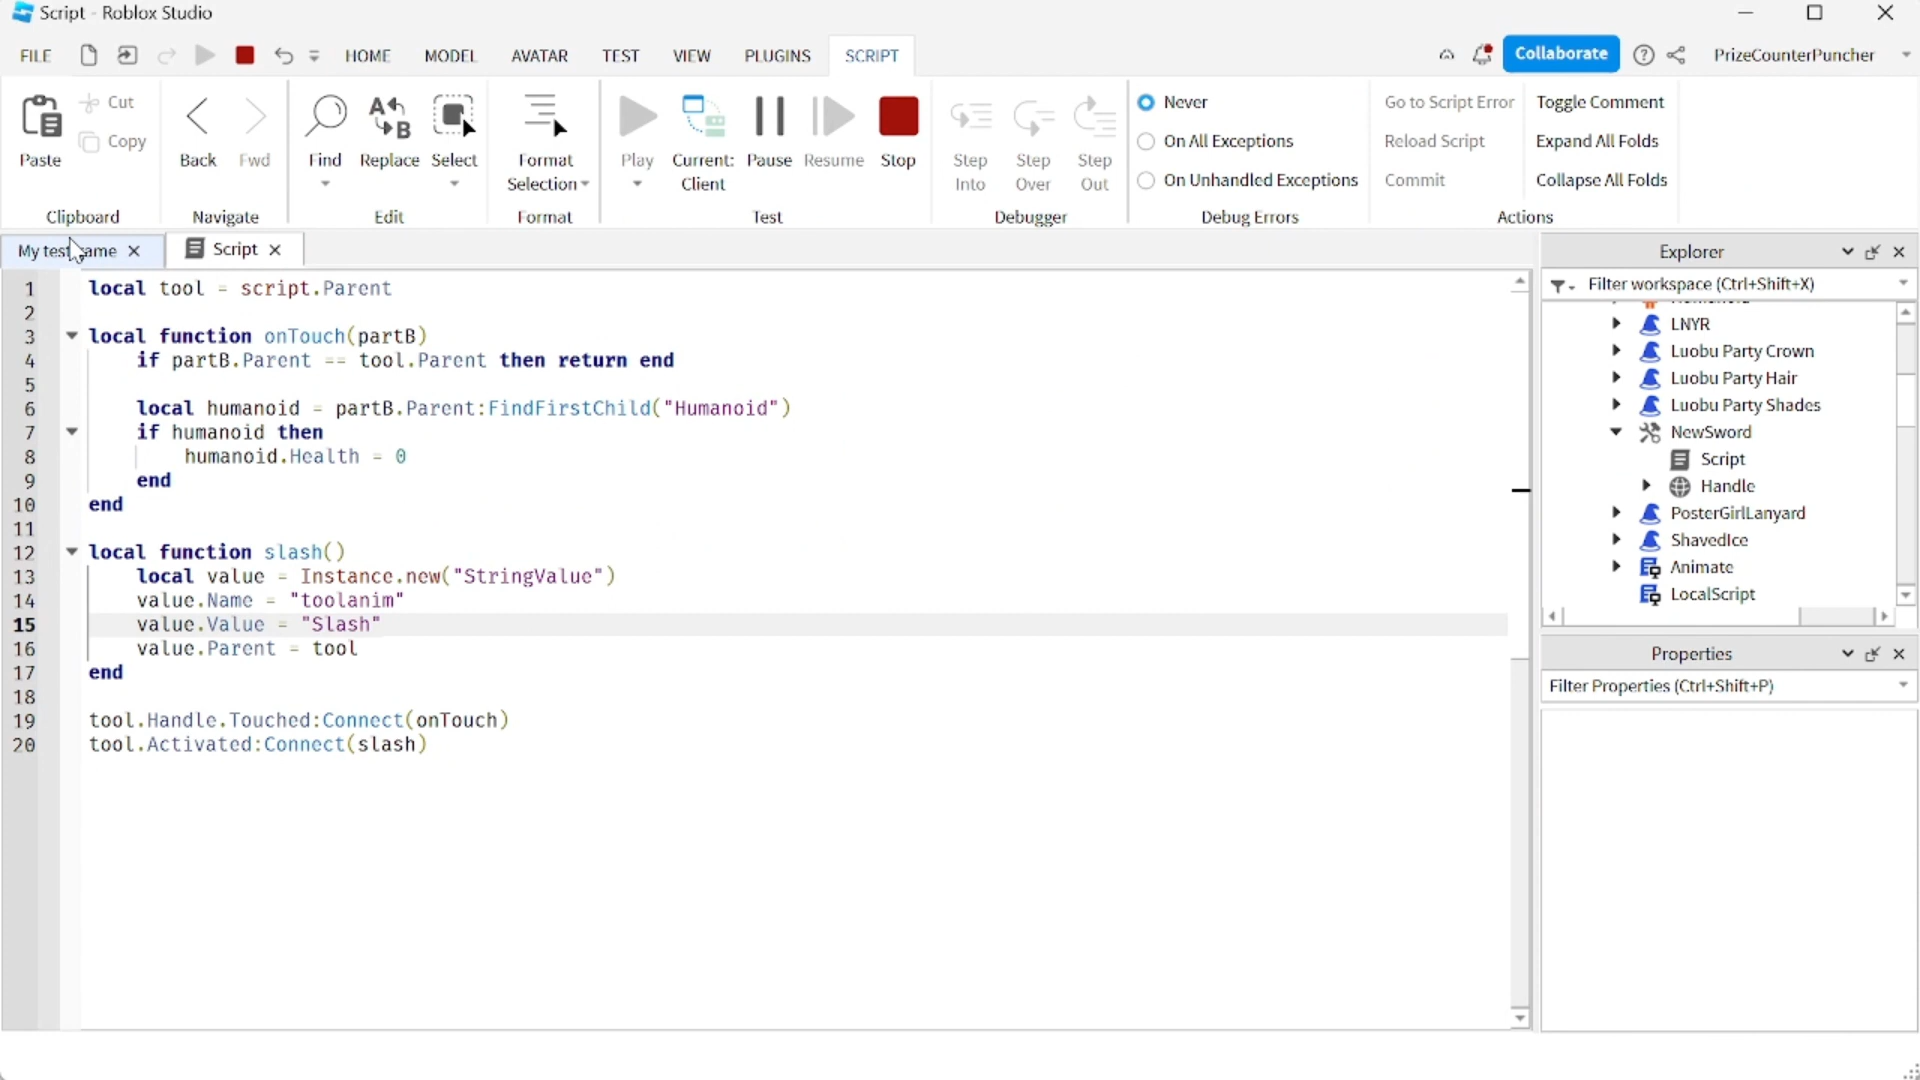 Script - Roblox Studio
FILE HOME MODEL AVATAR TEST VIEW PLUGINS SCRIPT Collaborate PrizeCounterPuncher
Paste Cut Copy
Clipboard
Back Fwd
Navigate
Find Replace Select
Edit
Format Selection
Format
Play Current: Client Pause Resume Stop
Test
Step Into Step Over Step Out
Debugger
Never
On All Exceptions
On Unhandled Exceptions
Debug Errors
Go to Script Error Toggle Comment
Reload Script Expand All Folds
Commit Collapse All Folds
Actions
My test game Script
1 local tool = script.Parent
2
3 local function onTouch(partB)
4 if partB.Parent == tool.Parent then return end
5
6 local humanoid = partB.Parent:FindFirstChild("Humanoid")
7 if humanoid then
8 humanoid.Health = 0
9 end
10 end
11
12 local function slash()
13 local value = Instance.new("StringValue")
14 value.Name = "toolanim"
15 value.Value = "Slash"
16 value.Parent = tool
17 end
18
19 tool.Handle.Touched:Connect(onTouch)
20 tool.Activated:Connect(slash)
Explorer
Filter workspace (Ctrl+Shift+X)
LNYR
Luobu Party Crown
Luobu Party Hair
Luobu Party Shades
NewSword
Script
Handle
PosterGirlLanyard
ShavedIce
Animate
LocalScript
Properties
Filter Properties (Ctrl+Shift+P)